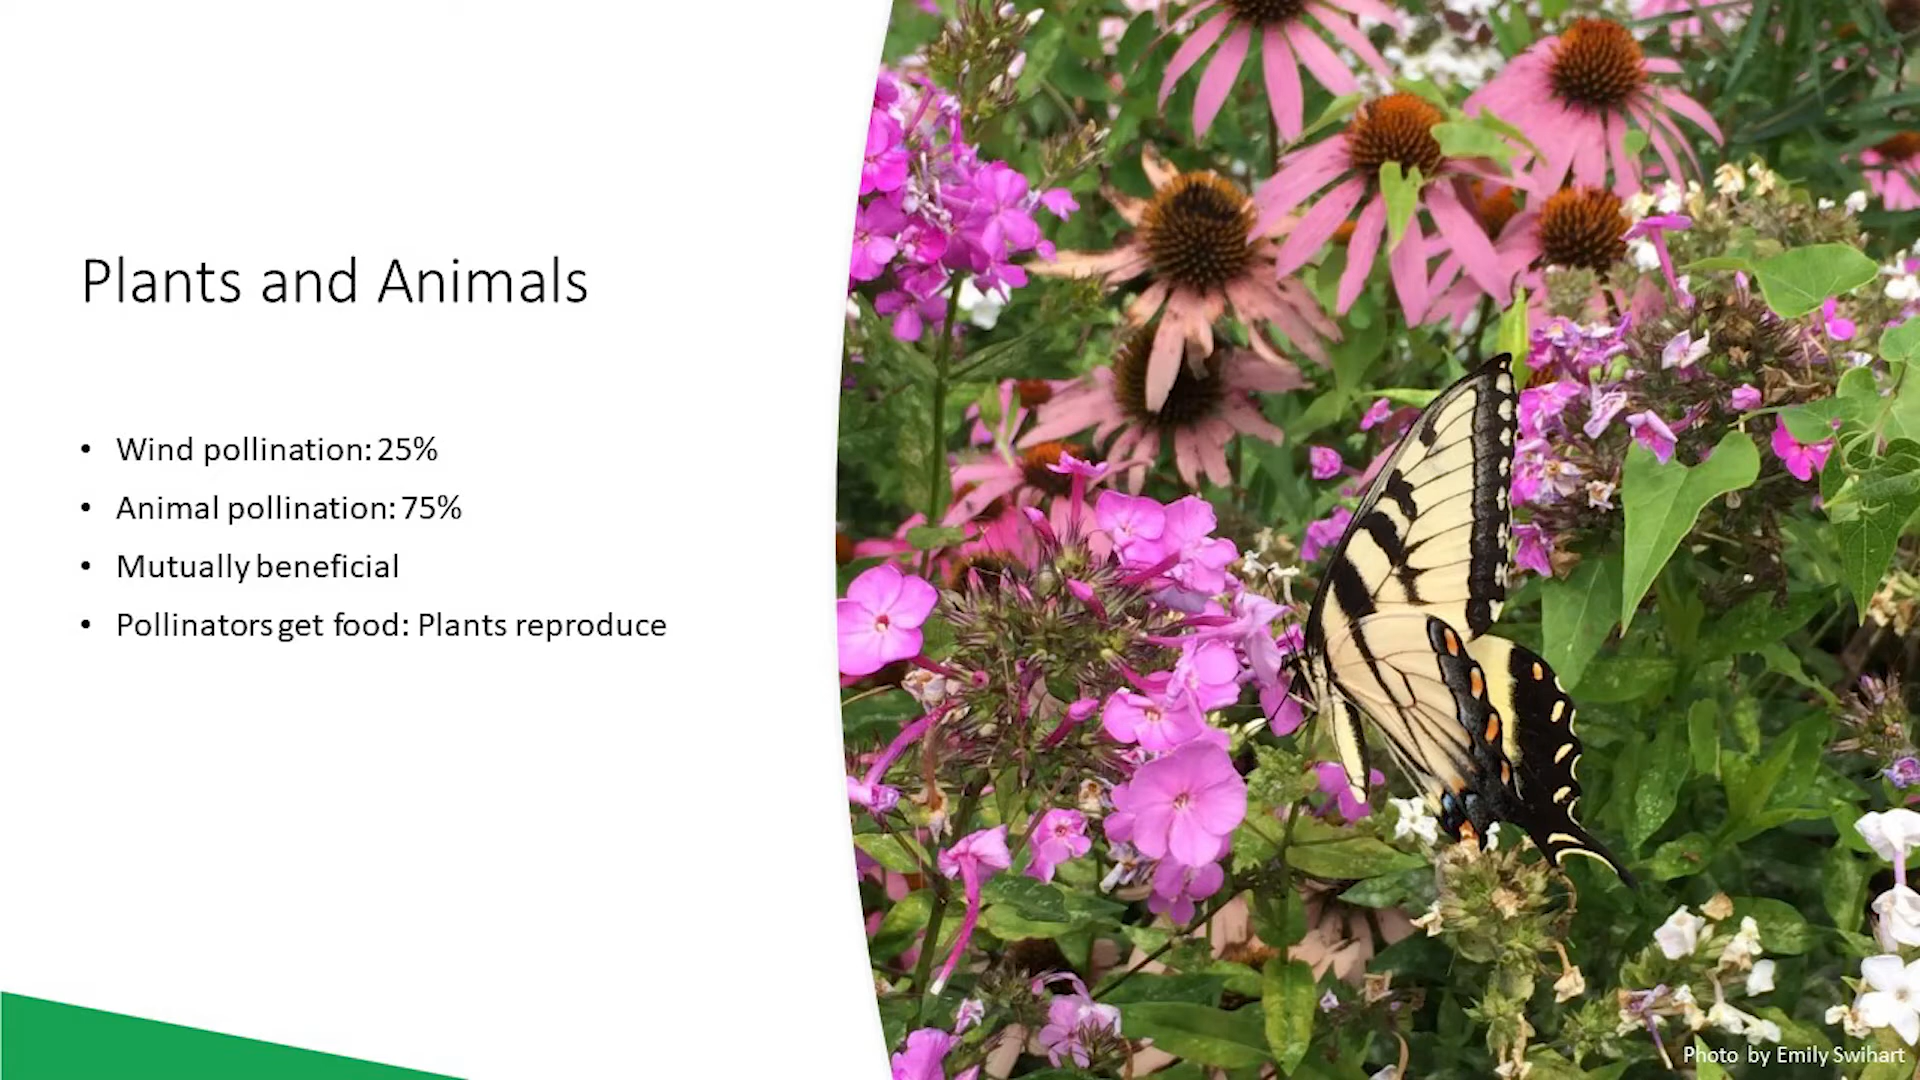 Plants and Animals
• Wind pollination: 25%
• Animal pollination: 75%
• Mutually beneficial
• Pollinators get food: Plants reproduce
Photo by Emily Swihart